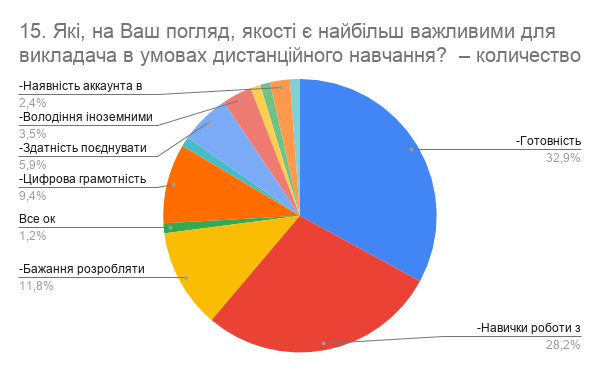 15. Які, на Ваш погляд, якості є найбільш важливими для
викладача в умовах дистанційного навчання?  – количество
-Наявність аккаунта в
2,4%
-Володіння іноземними
3,5%
-Здатність поєднувати
5,9%
-Цифрова грамотність
9,4%
Все ок
1,2%
-Бажання розробляти
11,8%
-Готовність
32,9%
-Навички роботи з
28,2%